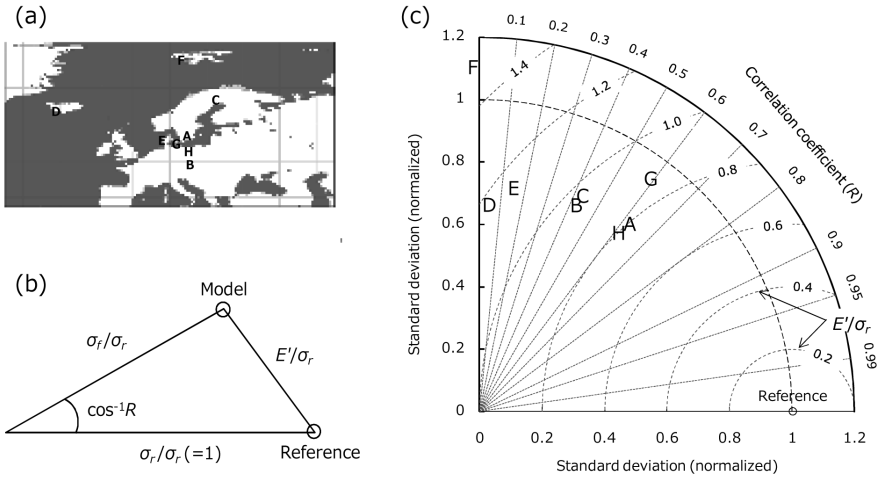 (a)
F
C
D
E
G
A
H
B
(b)
Model
σf/σr
E'/σr
cos-1R
σr/σr (=1)
Reference
(c)
Standard deviation (normalized)
1.2
1
0.8
0.6
0.4
0.2
0
0.1
0.2
0.3
0.4
0.5
0.6
0.7
0.8
0.9
0.95
0.99
Correlation coefficient (R)
1.4
1.2
1.0
0.8
0.6
0.4
0.2
F
D
E
B
C
H
A
G
E'/σr
Reference
0
0.2
0.4
0.6
0.8
1
1.2
Standard deviation (normalized)